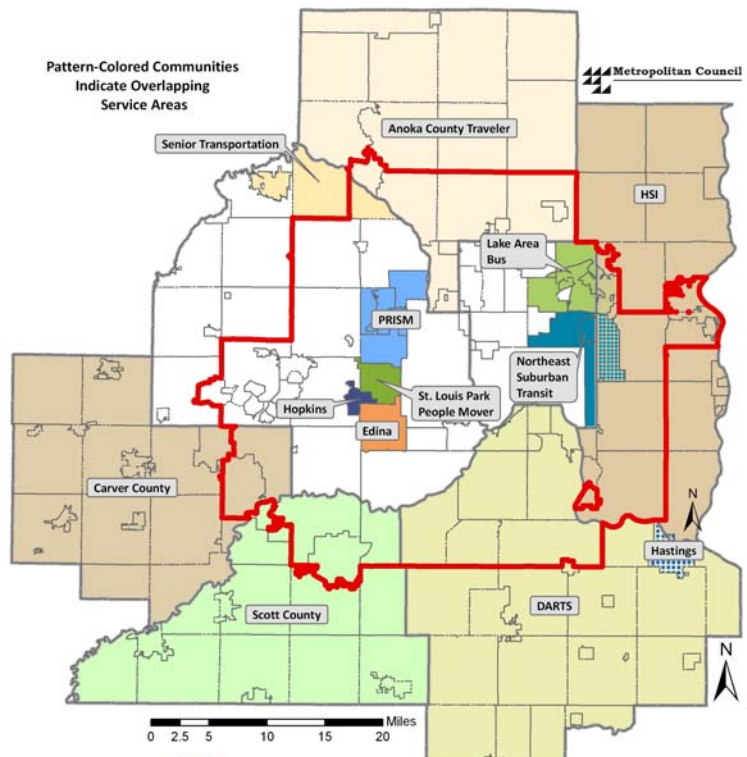 Pattern-Colored Communities
Indicate Overlapping
Service Areas
Metropolitan Council
Anoka County Traveler
Senior Transportation
HSI
Lake Area
Bus
PRISM
Northeast
Suburban
Transit
St. Louis Park
People Mover
Hopkins
Edina
Carver County
N
Hastings
Scott County
DARTS
N
Miles
0 2.5 5 10 15 20